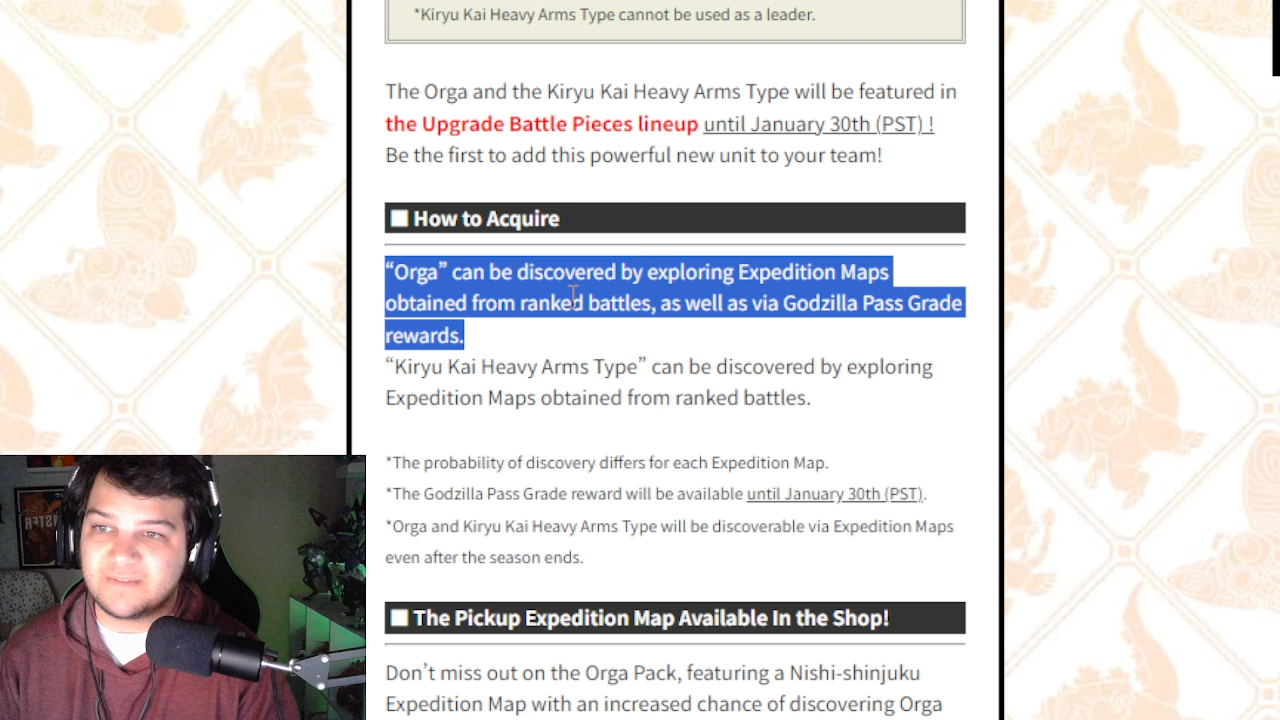 *Kiryu Kai Heavy Arms Type cannot be used as a leader.
The Orga and the Kiryu Kai Heavy Arms Type will be featured in
the Upgrade Battle Pieces lineup until January 30th (PST) !
Be the first to add this powerful new unit to your team!
How to Acquire
“Orga” can be discovered by exploring Expedition Maps
obtained from ranked battles, as well as via Godzilla Pass Grade
rewards.
“Kiryu Kai Heavy Arms Type” can be discovered by exploring
Expedition Maps obtained from ranked battles.
*The probability of discovery differs for each Expedition Map.
*The Godzilla Pass Grade reward will be available until January 30th (PST).
*Orga and Kiryu Kai Heavy Arms Type will be discoverable via Expedition Maps
even after the season ends.
The Pickup Expedition Map Available In the Shop!
Don’t miss out on the Orga Pack, featuring a Nishi-shinjuku
Expedition Map with an increased chance of discovering Orga